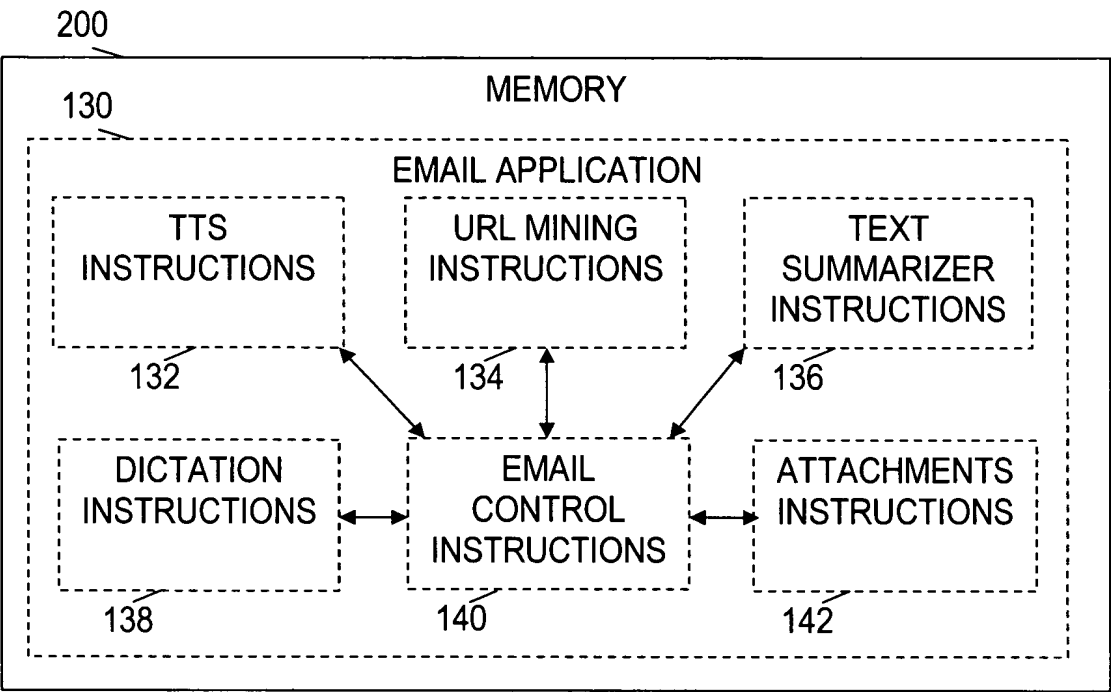 200
MEMORY
130
EMAIL APPLICATION
TTS
INSTRUCTIONS
132
URL MINING
INSTRUCTIONS
134
TEXT
SUMMARIZER
INSTRUCTIONS
136
DICTATION
INSTRUCTIONS
138
EMAIL
CONTROL
INSTRUCTIONS
140
ATTACHMENTS
INSTRUCTIONS
142